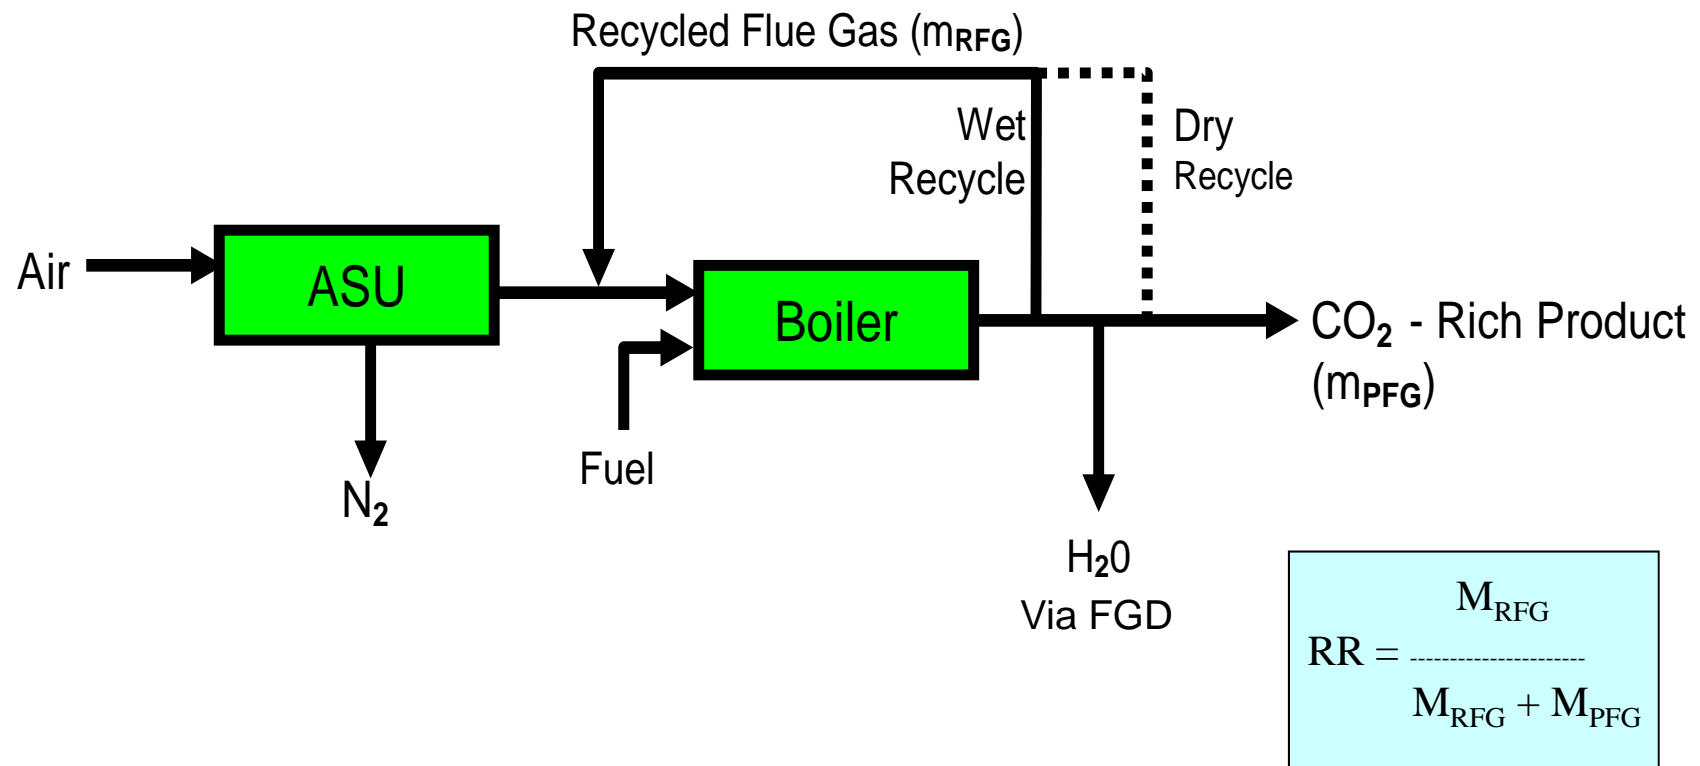 Recycled Flue Gas (mRFG)
Wet
Recycle
Dry
Recycle
Air
ASU
Boiler
CO2 - Rich Product
(mPFG)
Fuel
N2
H20
Via FGD
MRFG
RR = ----------------------
MRFG + MPFG